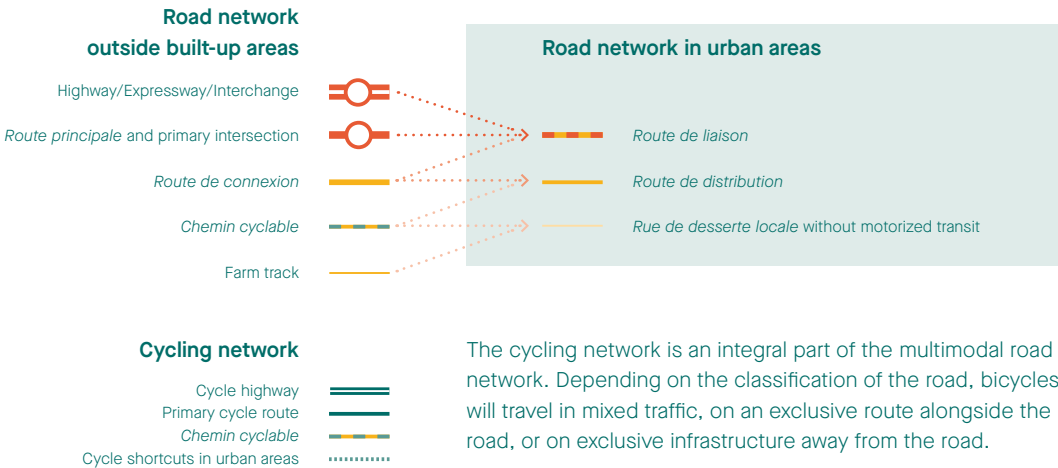 Road network
outside built-up areas
Highway/Expressway/Interchange
Route principale and primary intersection
Route de connexion
Chemin cyclable
Farm track
Road network in urban areas
Route de liaison
Route de distribution
Rue de desserte locale without motorized transit
Cycling network
Cycle highway
Primary cycle route
Chemin cyclable
Cycle shortcuts in urban areas
The cycling network is an integral part of the multimodal road
network. Depending on the classification of the road, bicycles
will travel in mixed traffic, on an exclusive route alongside the
road, or on exclusive infrastructure away from the road.